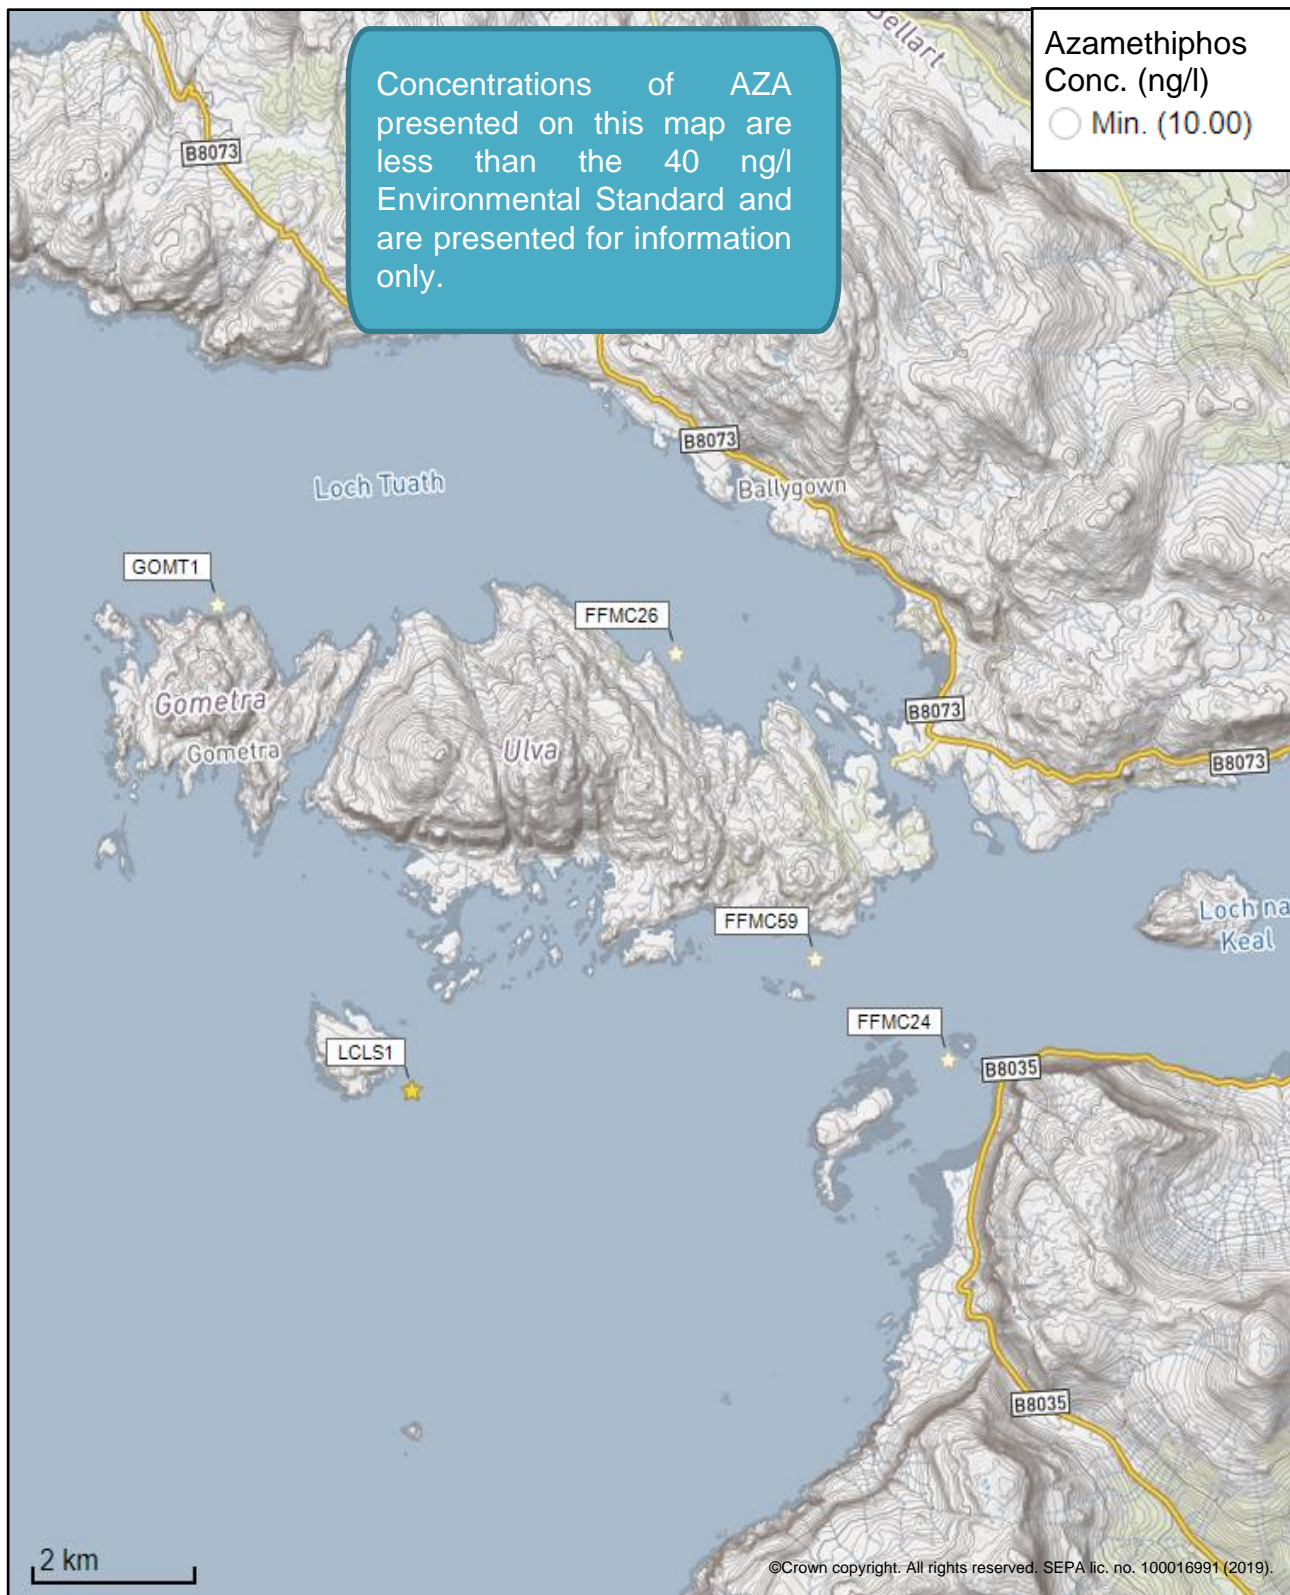 Bellart
Azamethiphos
Conc. (ng/l)
Min. (10.00)
Concentrations of AZA
presented on this map are
less than the 40 ng/l
Environmental Standard and
are presented for information
only.
B8073
B8073
Loch Tuath
Ballygown
GOMT1
FFMC26
Gometra
Gometra
Ulva
B8073
B8073
FFMC59
Loch na
Keal
FFMC24
LCLS1
B8035
B8035
2 km
©Crown copyright. All rights reserved. SEPA lic. no. 100016991 (2019).